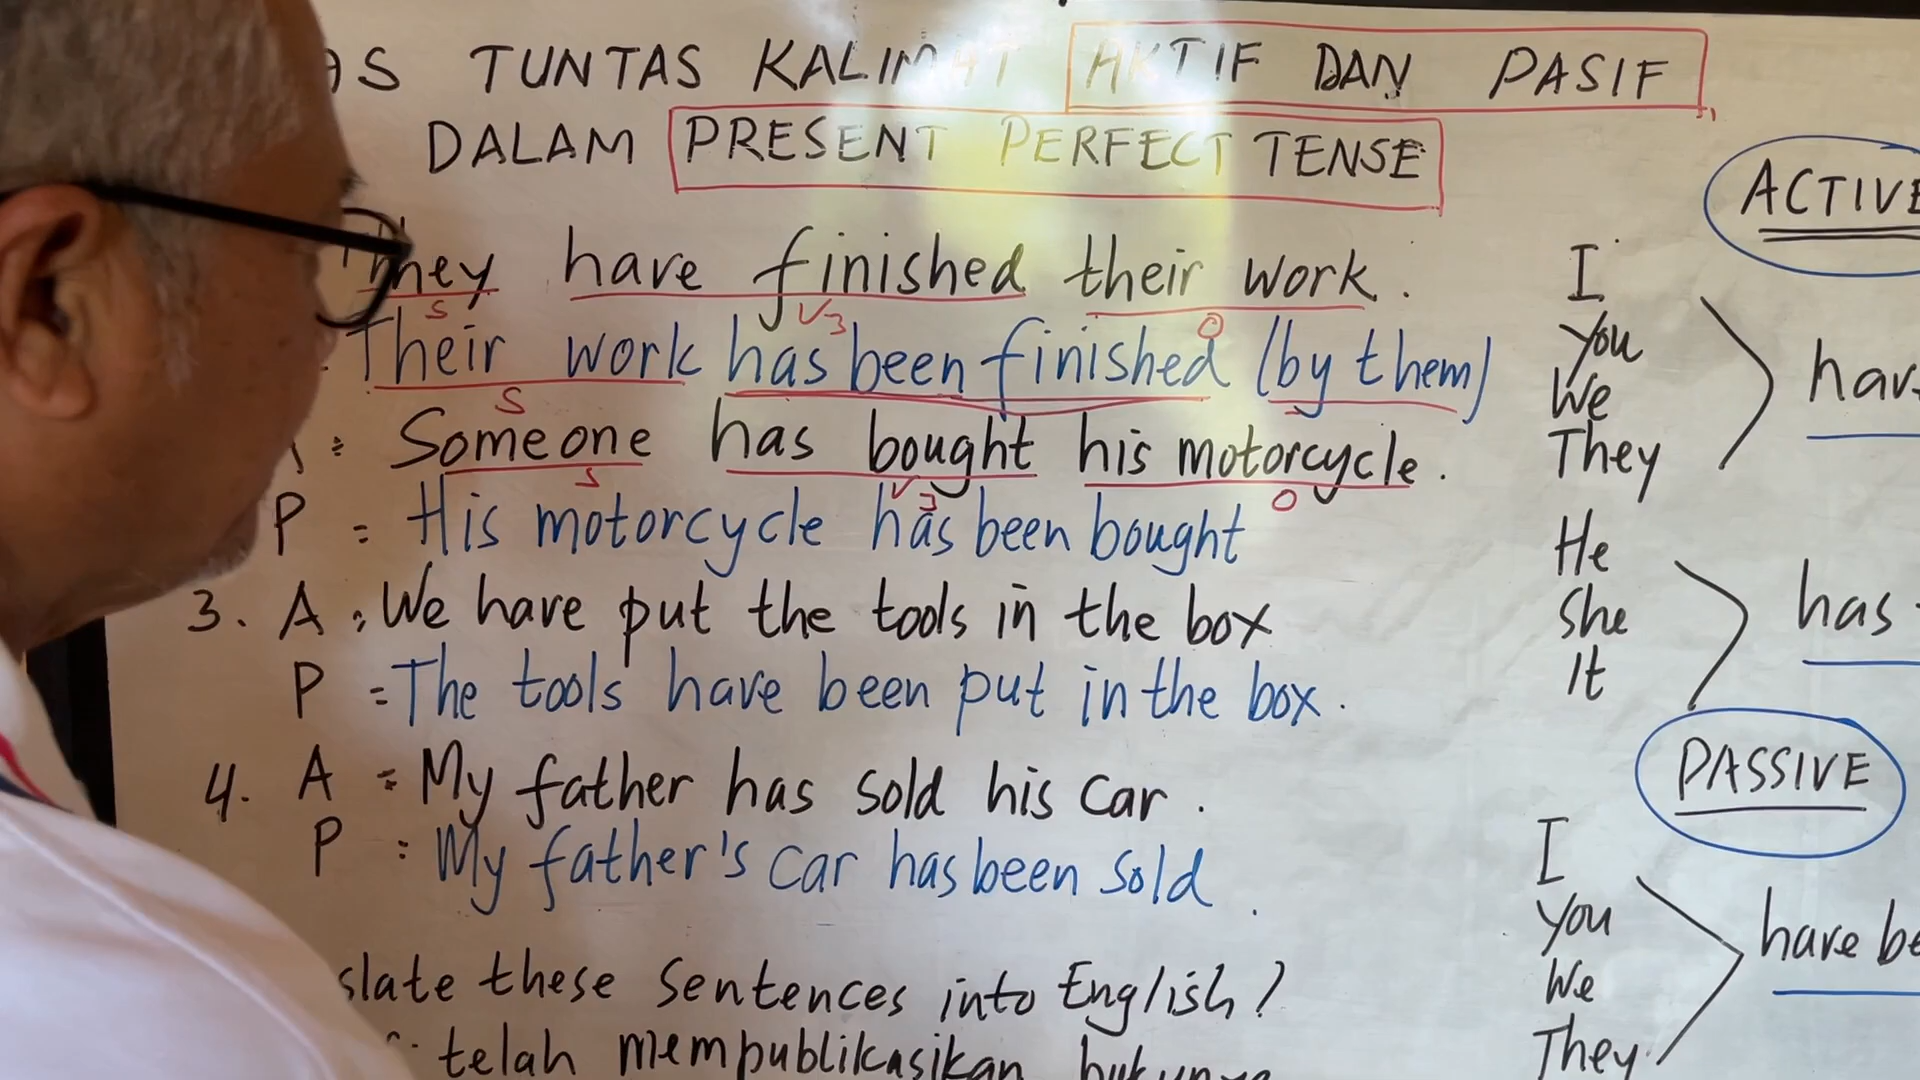 TUNTAS KALIMAT AKTIF DAN PASIF
DALAM PRESENT PERFECT TENSE
They have finished their work.
S V3 O
Their work has been finished (by them)
S
: Someone has bought his motorcycle.
S V3 O
P = His motorcycle has been bought
3. A = We have put the tools in the box
P = The tools have been put in the box.
4. A = My father has sold his car.
P : My father's car has been sold.
these sentences into English?
telah mempublikasikan bukunya
ACTIVE
I
You
We
They
He
She
It
has
PASSIVE
I
You
We
They
have